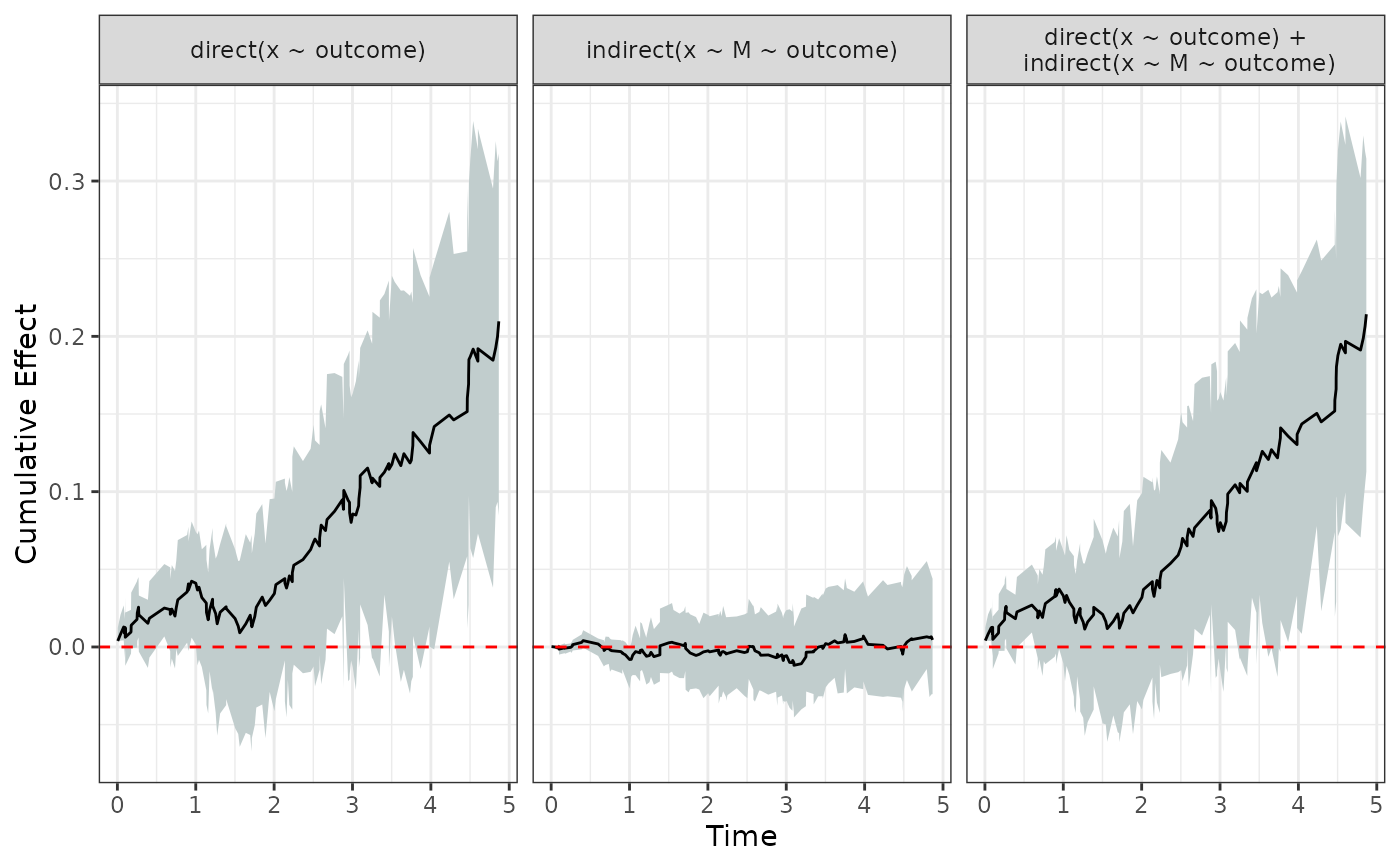 direct(x ~ outcome)
indirect(x ~ M ~ outcome)
direct(x ~ outcome) +
indirect(x ~ M ~ outcome)
Cumulative Effect
0.3
0.2
0.1
0.0
0 1 2 3 4 5
0 1 2 3 4 5
0 1 2 3 4 5
Time